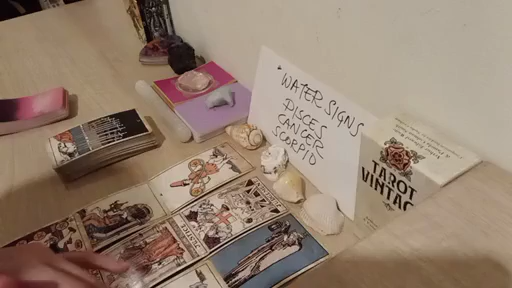 WATER SIGNS
PISCES
CANCER
SCORPIO
TAROT
VINTAG